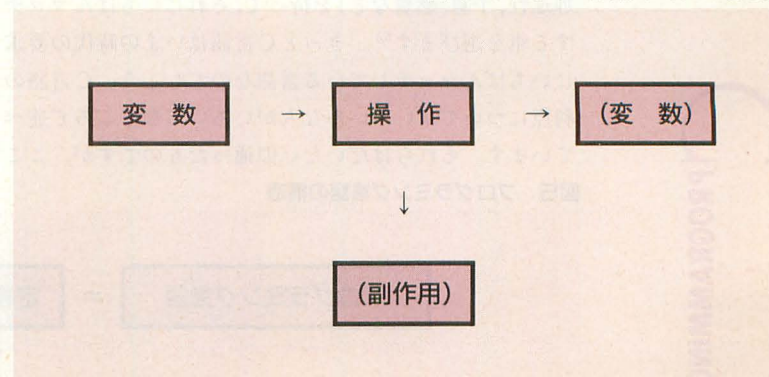 変 数 → 操 作 → (変 数)
↓
(副作用)